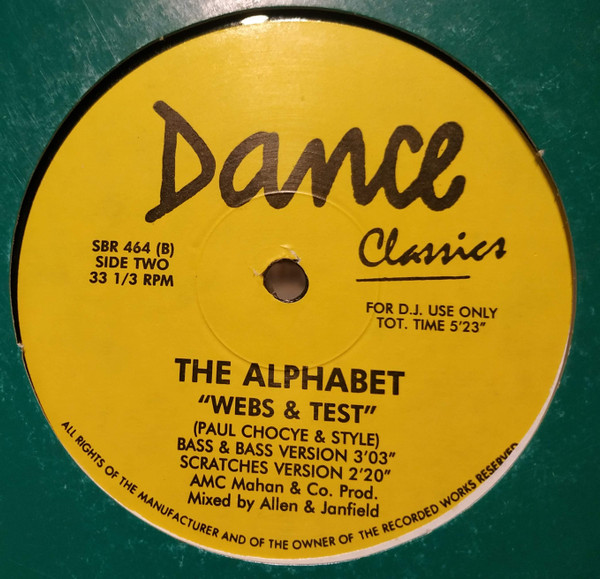 Dance
Classics
SBR 464 (B)
SIDE TWO
33 1/3 RPM
FOR D.J. USE ONLY
TOT. TIME 5'23"
THE ALPHABET
"WEBS & TEST"
(PAUL CHOCYE & STYLE)
BASS & BASS VERSION 3'03"
SCRATCHES VERSION 2'20"
AMC Mahan & Co. Prod.
Mixed by Allen & Janfield
ALL RIGHTS OF THE MANUFACTURER AND OF THE OWNER OF THE RECORDED WORKS RESERVED